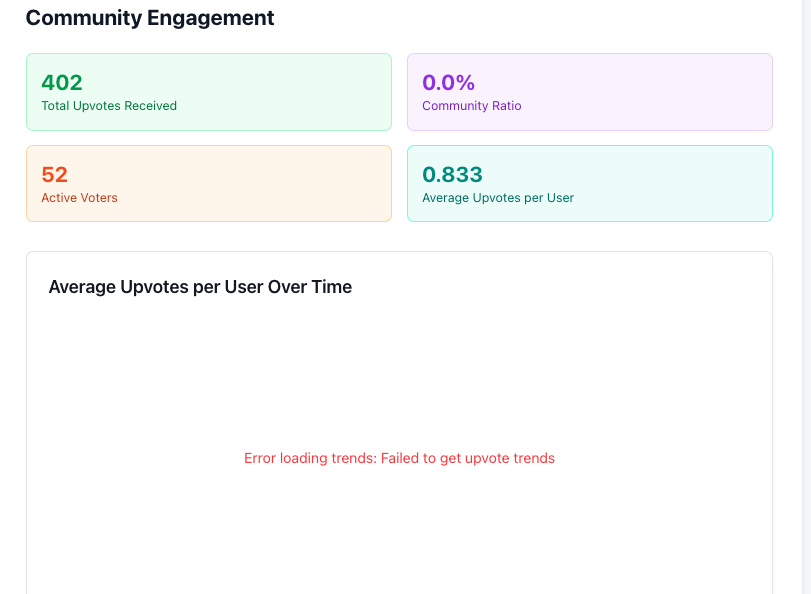 Community Engagement
402
Total Upvotes Received
0.0%
Community Ratio
52
Active Voters
0.833
Average Upvotes per User
Average Upvotes per User Over Time
Error loading trends: Failed to get upvote trends